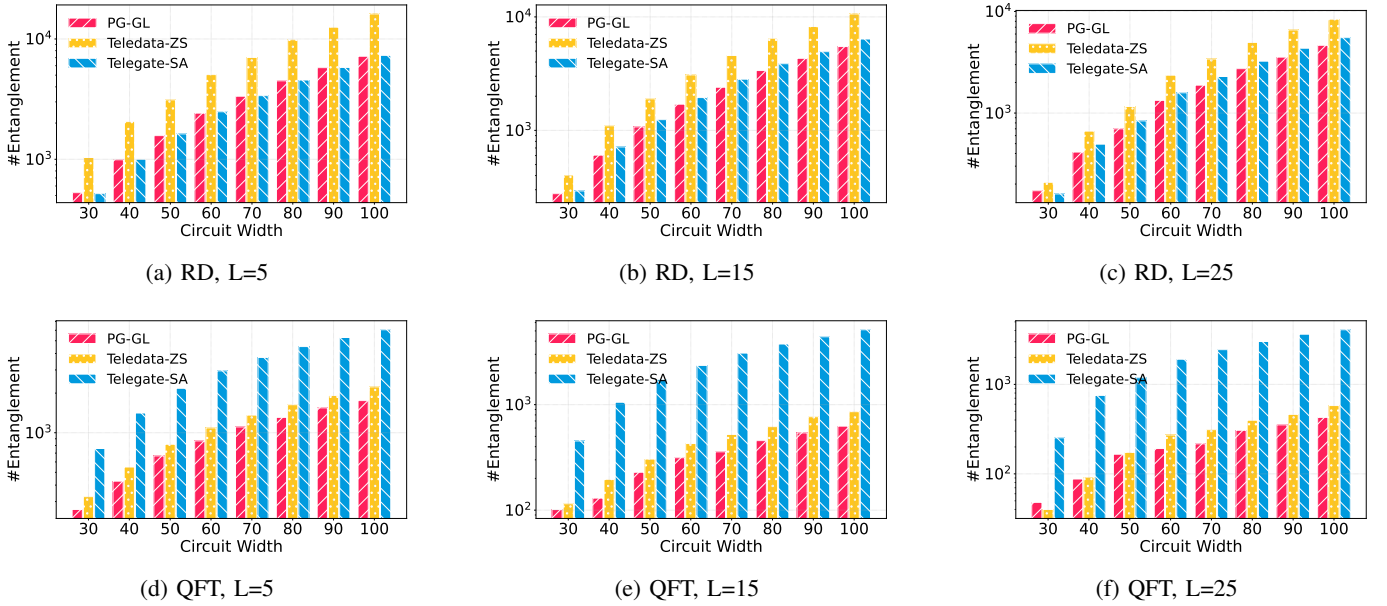 #Entanglement
10^4
10^3
PG-GL
Teledata-ZS
Telegate-SA
30 40 50 60 70 80 90 100
Circuit Width
(a) RD, L=5
#Entanglement
10^4
10^3
PG-GL
Teledata-ZS
Telegate-SA
30 40 50 60 70 80 90 100
Circuit Width
(b) RD, L=15
#Entanglement
10^4
10^3
PG-GL
Teledata-ZS
Telegate-SA
30 40 50 60 70 80 90 100
Circuit Width
(c) RD, L=25
#Entanglement
10^3
PG-GL
Teledata-ZS
Telegate-SA
30 40 50 60 70 80 90 100
Circuit Width
(d) QFT, L=5
#Entanglement
10^3
10^2
PG-GL
Teledata-ZS
Telegate-SA
30 40 50 60 70 80 90 100
Circuit Width
(e) QFT, L=15
#Entanglement
10^3
10^2
PG-GL
Teledata-ZS
Telegate-SA
30 40 50 60 70 80 90 100
Circuit Width
(f) QFT, L=25